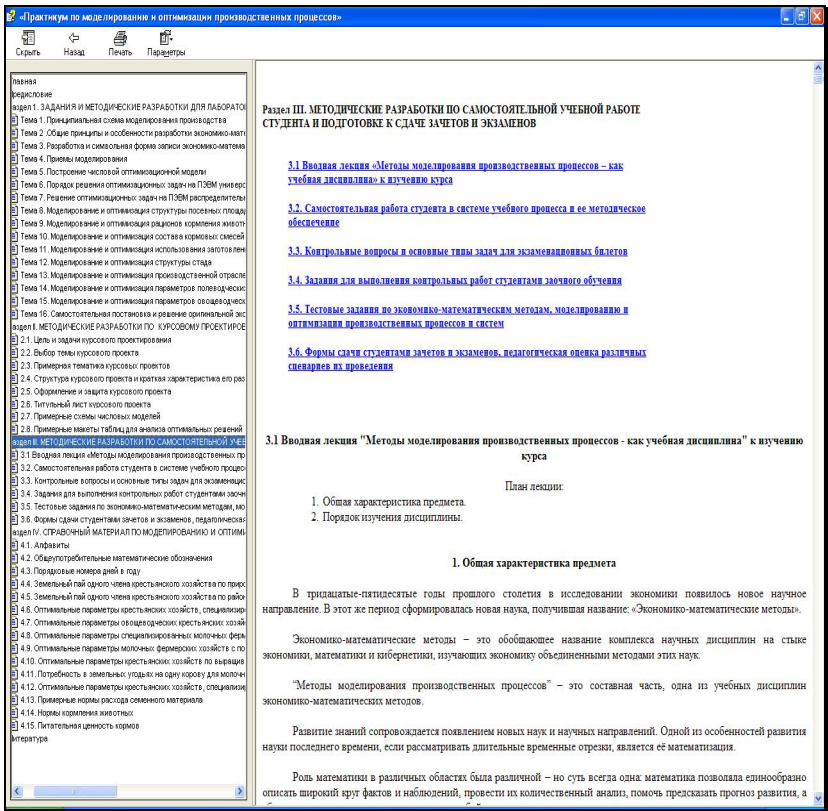 «Практикум по моделированию и оптимизации производственных процессов»
Скрыть Назад Печать Параметры
лавная
редисловие
аздел 1. ЗАДАНИЯ И МЕТОДИЧЕСКИЕ РАЗРАБОТКИ ДЛЯ ЛАБОРАТО
Тема 1. Принципиальная схема моделирования производства
Тема 2 .Общие принципы и особенности разработки экономико-мате
Тема 3. Разработка и символьная форма записи экономико-математа
Тема 4. Приемы моделирования
Тема 5. Построение числовой оптимизационной модели
Тема 6. Порядок решения оптимизационных задач на ПЭВМ универс
Тема 7. Решение оптимизационных задач на ПЭВМ распределительн
Тема 8. Моделирование и оптимизация структуры посевных площад
Тема 9. Моделирование и оптимизация рационов кормления животн
Тема 10. Моделирование и оптимизация состава кормовых смесей
Тема 11. Моделирование и оптимизация использования заготовлен
Тема 12. Моделирование и оптимизация структуры стада
Тема 13. Моделирование и оптимизация производственной отрасле
Тема 14. Моделирование и оптимизация параметров полеводческих
Тема 15. Моделирование и оптимизация параметров овощеводческ
Тема 16. Самостоятельная постановка и решение оригинальной экс
аздел II. МЕТОДИЧЕСКИЕ РАЗРАБОТКИ ПО КУРСОВОМУ ПРОЕКТИРОЕ
2.1. Цель и задачи курсового проектирования
2.2. Выбор темы курсового проекта
2.3. Примерная тематика курсовых проектов
2.4. Структура курсового проекта и краткая характеристика его раз
2.5. Оформление и защита курсового проекта
2.6. Титульный лист курсового проекта
2.7. Примерные схемы числовых моделей
2.8. Примерные макеты таблиц для анализа оптимальных решений
аздел III. МЕТОДИЧЕСКИЕ РАЗРАБОТКИ ПО САМОСТОЯТЕЛЬНОЙ УЧЕБ
3.1 Вводная лекция «Методы моделирования производственных пр
3.2. Самостоятельная работа студента в системе учебного процес
3.3. Контрольные вопросы и основные типы задач для экзаменацис
3.4. Задания для выполнения контрольных работ студентами заочн
3.5. Тестовые задания по экономико-математическим методам, мо
3.6. Формы сдачи студентами зачетов и экзаменов, педагогическая
аздел IV. СПРАВОЧНЫЙ МАТЕРИАЛ ПО МОДЕЛИРОВАНИЮ И ОПТИМИ
4.1. Алфавиты
4.2. Общеупотребительные математические обозначения
4.3. Порядковые номера дней в году
4.4. Земельный пай одного члена крестьянского хозяйства по природ
4.5. Земельный пай одного члена крестьянского хозяйства по район
4.6. Оптимальные параметры крестьянских хозяйств, специализиро
4.7. Оптимальные параметры овощеводческих крестьянских хозяй
4.8. Оптимальные параметры специализированных молочных ферм
4.9. Оптимальные параметры молочных фермерских хозяйств с по
4.10. Оптимальные параметры крестьянских хозяйств по выращив
4.11. Потребность в земельных угодьях на одну корову для молочн
4.12. Оптимальные параметры крестьянских хозяйств, специализи
4.13. Примерные нормы расхода семенного материала
4.14. Нормы кормления животных
4.15. Питательная ценность кормов
итература
Раздел III. МЕТОДИЧЕСКИЕ РАЗРАБОТКИ ПО САМОСТОЯТЕЛЬНОЙ УЧЕБНОЙ РАБОТЕ
СТУДЕНТА И ПОДГОТОВКЕ К СДАЧЕ ЗАЧЕТОВ И ЭКЗАМЕНОВ
3.1 Вводная лекция «Методы моделирования производственных процессов – как
учебная дисциплина» к изучению курса
3.2. Самостоятельная работа студента в системе учебного процесса и ее методическое
обеспечение
3.3. Контрольные вопросы и основные типы задач для экзаменационных билетов
3.4. Задания для выполнения контрольных работ студентами заочного обучения
3.5. Тестовые задания по экономико-математическим методам, моделированию и
оптимизации производственных процессов и систем
3.6. Формы сдачи студентами зачетов и экзаменов, педагогическая оценка различных
сценариев их проведения
3.1 Вводная лекция "Методы моделирования производственных процессов - как учебная дисциплина" к изучению
курса
План лекции:
1. Общая характеристика предмета.
2. Порядок изучения дисциплины.
1. Общая характеристика предмета
В тридцатые-пятидесятые годы прошлого столетия в исследовании экономики появилось новое научное
направление. В этот же период сформировалась новая наука, получившая название: «Экономико-математические методы».
Экономико-математические методы – это обобщающее название комплекса научных дисциплин на стыке
экономики, математики и кибернетики, изучающих экономику объединенными методами этих наук.
“Методы моделирования производственных процессов” – это составная часть, одна из учебных дисциплин
экономико-математических методов.
Развитие знаний сопровождается появлением новых наук и научных направлений. Одной из особенностей развития
науки последнего времени, если рассматривать длительные временные отрезки, является её математизация.
Роль математики в различных областях была различной – но суть всегда одна: математика позволяла единообразно
описать широкий круг фактов и наблюдений, провести их количественный анализ, помочь предсказать прогноз развития, а